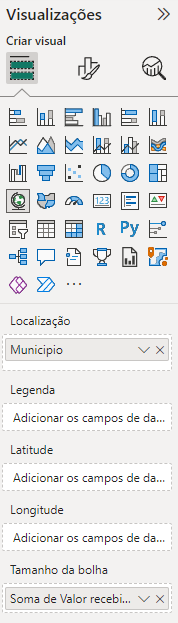 Visualizações
Criar visual
123
R
Py
Localização
Municipio
Legenda
Adicionar os campos de da...
Latitude
Adicionar os campos de da...
Longitude
Adicionar os campos de da...
Tamanho da bolha
Soma de Valor recebi...